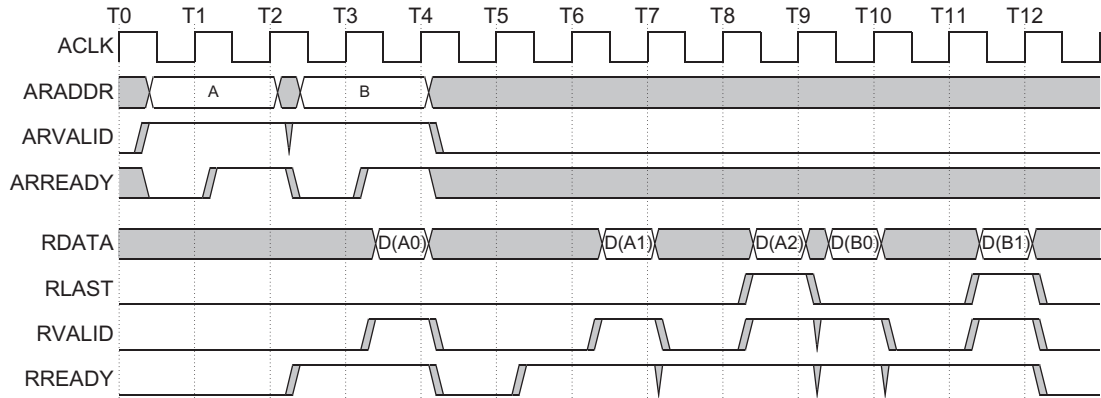 T0 T1 T2 T3 T4 T5 T6 T7 T8 T9 T10 T11 T12
ACLK
ARADDR A B
ARVALID
ARREADY
RDATA D(A0) D(A1) D(A2) D(B0) D(B1)
RLAST
RVALID
RREADY